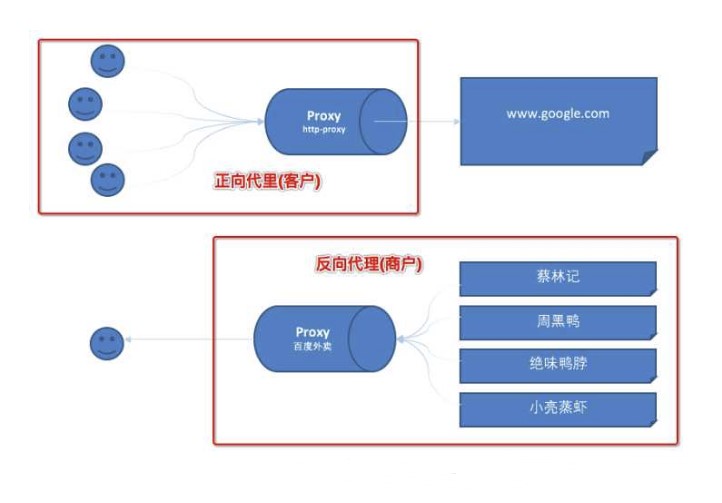 Proxy
http-proxy
www.google.com
正向代里(客户)
反向代理(商户)
蔡林记
Proxy
百度外卖
周黑鸭
绝味鸭脖
小亮蒸虾